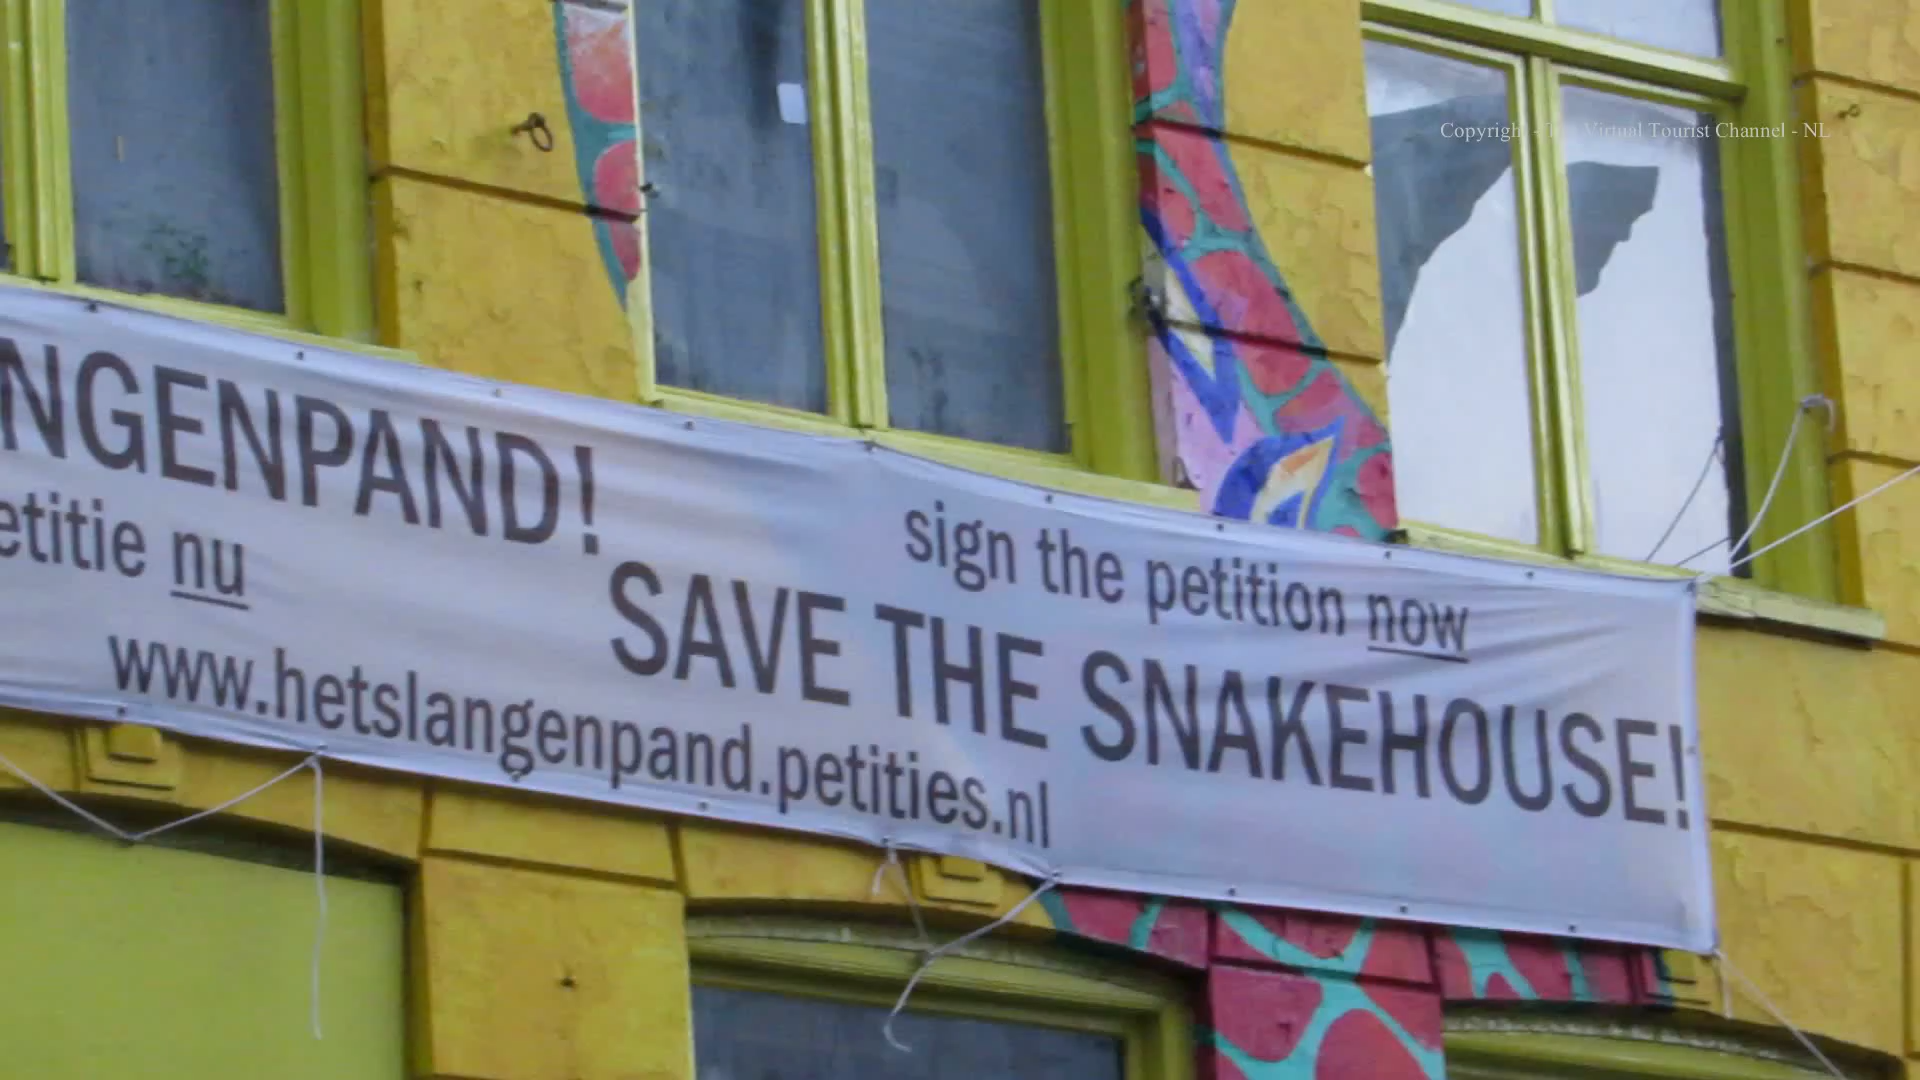 Copyright - The Virtual Tourist Channel - NL
NGENPAND!
etitie nu
www.hetslangenpand.petities.nl
sign the petition now
SAVE THE SNAKEHOUSE!